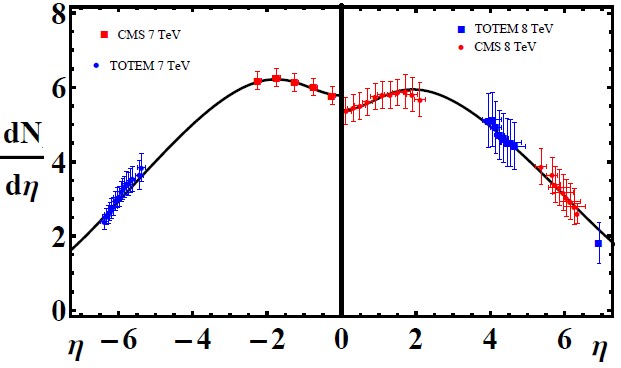 8
CMS 7 TeV
TOTEM 7 TeV
TOTEM 8 TeV
CMS 8 TeV
6
dN
dη
4
2
0
η −6 −4 −2 0 2 4 6 η